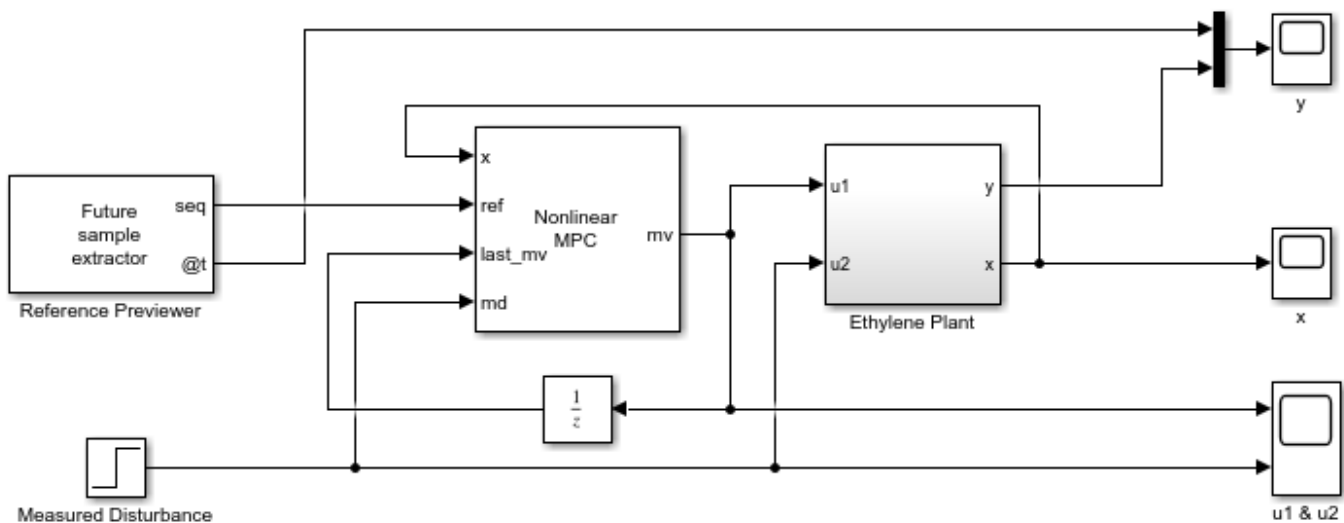 Future
sample
extractor
seq
@t
Reference Previewer
x
ref
last_mv
md
Nonlinear
MPC
mv
u1
u2
y
x
Ethylene Plant
y
x
1
z
Measured Disturbance
u1 & u2